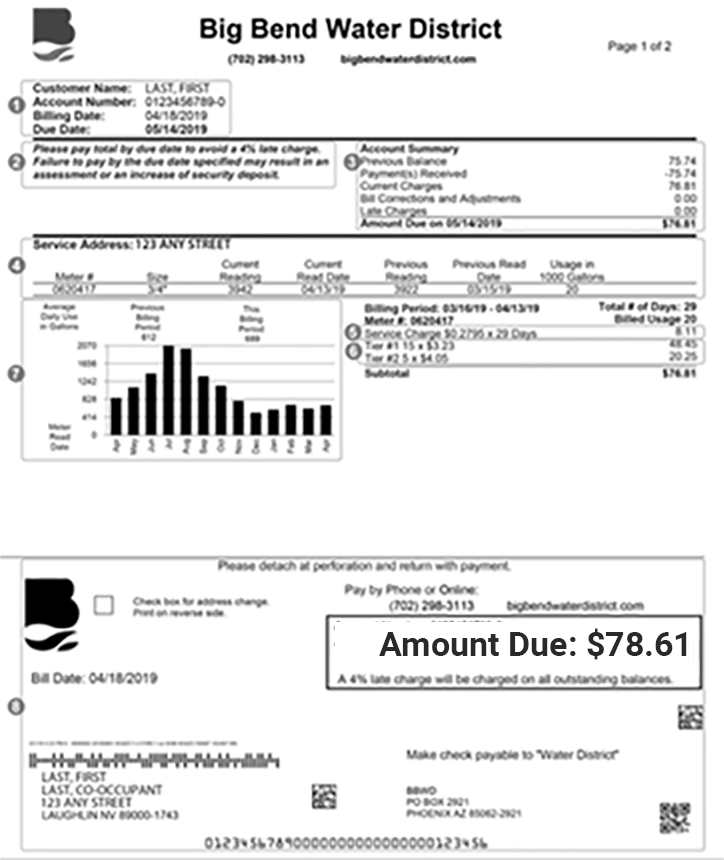 Big Bend Water District
(702) 298-3113 bigbendwaterdistrict.com
Page 1 of 2
1
Customer Name: LAST, FIRST
Account Number: 0123456789-0
Billing Date: 04/18/2019
Due Date: 05/14/2019
2
Please pay total by due date to avoid a 4% late charge.
Failure to pay by the due date specified may result in an
assessment or an increase of security deposit.
3
Account Summary
Previous Balance 75.74
Payment(s) Received -75.74
Current Charges 76.81
Bill Corrections and Adjustments 0.00
Late Charges 0.00
Amount Due on 05/14/2019 $76.81
Service Address: 123 ANY STREET
4
Current Current Previous Previous Read Usage in
Meter # Size Reading Read Date Reading Date 1000 Gallons
0620417 3/4" 3942 04/13/19 3922 03/15/19 20
Average Previous This
Daily Use Billing Billing
in Gallons Period Period
612 689
7
2070
1656
1242
828
414
0
Meter
Read
Date
Apr May Jun Jul Aug Sep Oct Nov Dec Jan Feb Mar Apr
Billing Period: 03/16/19 - 04/13/19 Total # of Days: 29
Meter #: 0620417 Billed Usage 20
5
Service Charge $0.2795 x 29 Days 8.11
6
Tier #1 15 x $3.23 48.45
Tier #2 5 x $4.05 20.25
Subtotal $76.81
Please detach at perforation and return with payment.
Check box for address change.
Print on reverse side.
Pay by Phone or Online:
(702) 298-3113 bigbendwaterdistrict.com
Amount Due: $78.61
A 4% late charge will be charged on all outstanding balances.
Bill Date: 04/18/2019
8
Make check payable to "Water District"
LAST, FIRST
LAST, CO-OCCUPANT
123 ANY STREET
LAUGHLIN NV 89000-1743
BBWD
PO BOX 2921
PHOENIX AZ 85062-2921